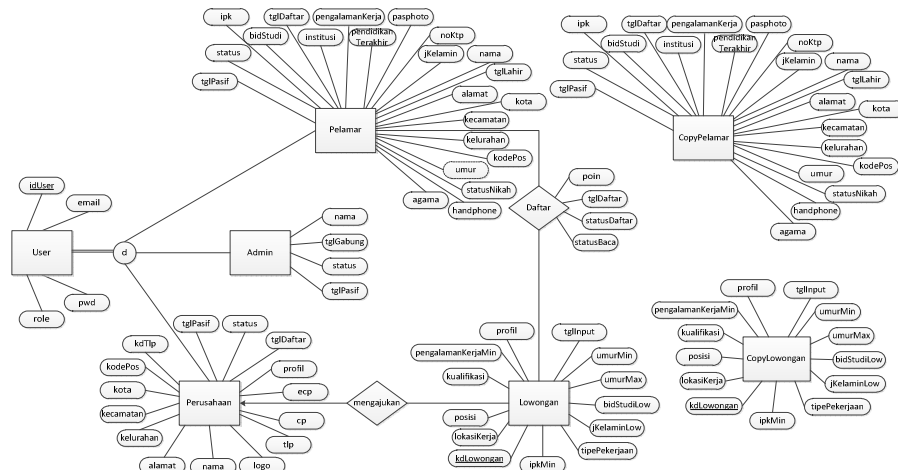 ipk
tglDaftar
pengalamanKerja
pasphoto
bidStudi
institusi
pendidikan
Terakhir
noKtp
jKelamin
status
nama
tglPasif
tglLahir
alamat
kota
Pelamar
kecamatan
kelurahan
kodePos
umur
statusNikah
agama
handphone
ipk
tglDaftar
pengalamanKerja
pasphoto
bidStudi
institusi
pendidikan
Terakhir
noKtp
jKelamin
status
nama
tglPasif
tglLahir
alamat
kota
CopyPelamar
kecamatan
kelurahan
kodePos
umur
statusNikah
handphone
agama
Daftar
poin
tglDaftar
statusDaftar
statusBaca
idUser
email
User
role
pwd
d
Admin
nama
tglGabung
status
tglPasif
tglPasif
status
kdTlp
tglDaftar
kodePos
profil
kota
ecp
Perusahaan
kecamatan
cp
kelurahan
tlp
alamat
nama
logo
mengajukan
profil
tglInput
pengalamanKerjaMin
umurMin
kualifikasi
umurMax
Lowongan
bidStudiLow
posisi
lokasiKerja
jKelaminLow
kdLowongan
tipePekerjaan
ipkMin
profil
tglInput
pengalamanKerjaMin
umurMin
kualifikasi
umurMax
CopyLowongan
posisi
bidStudiLow
lokasiKerja
jKelaminLow
kdLowongan
tipePekerjaan
ipkMin